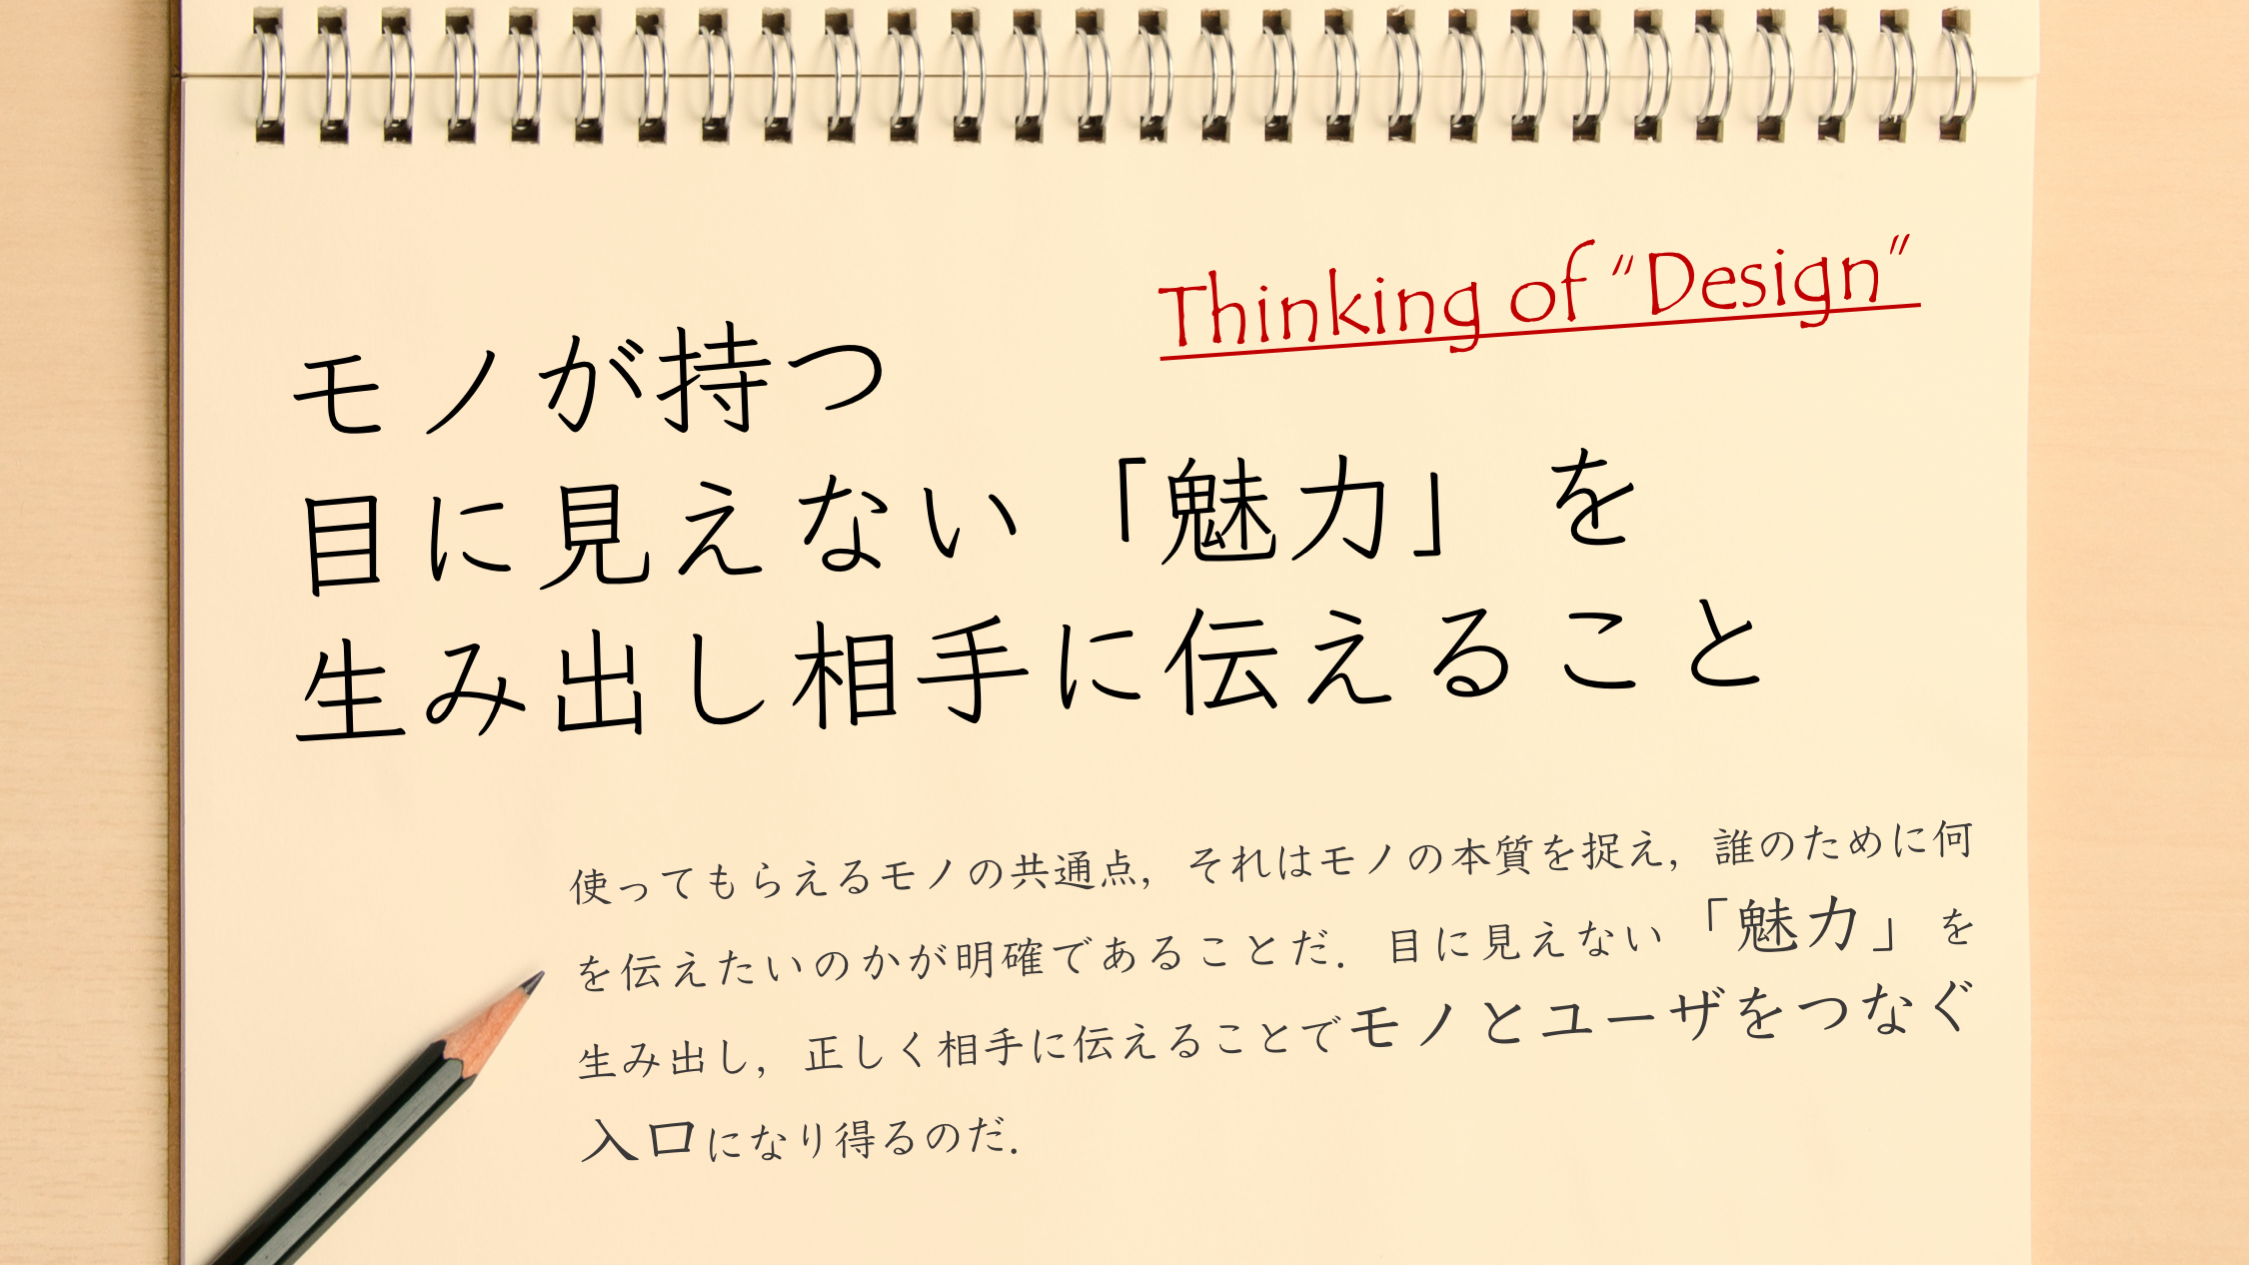 Thinking of “Design”
モノが持つ
目に見えない「魅力」を
生み出し相手に伝えること
使ってもらえるモノの共通点，それはモノの本質を捉え，誰のために何
を伝えたいのかが明確であることだ．目に見えない「魅力」を
生み出し，正しく相手に伝えることでモノとユーザをつなぐ
入口になり得るのだ．